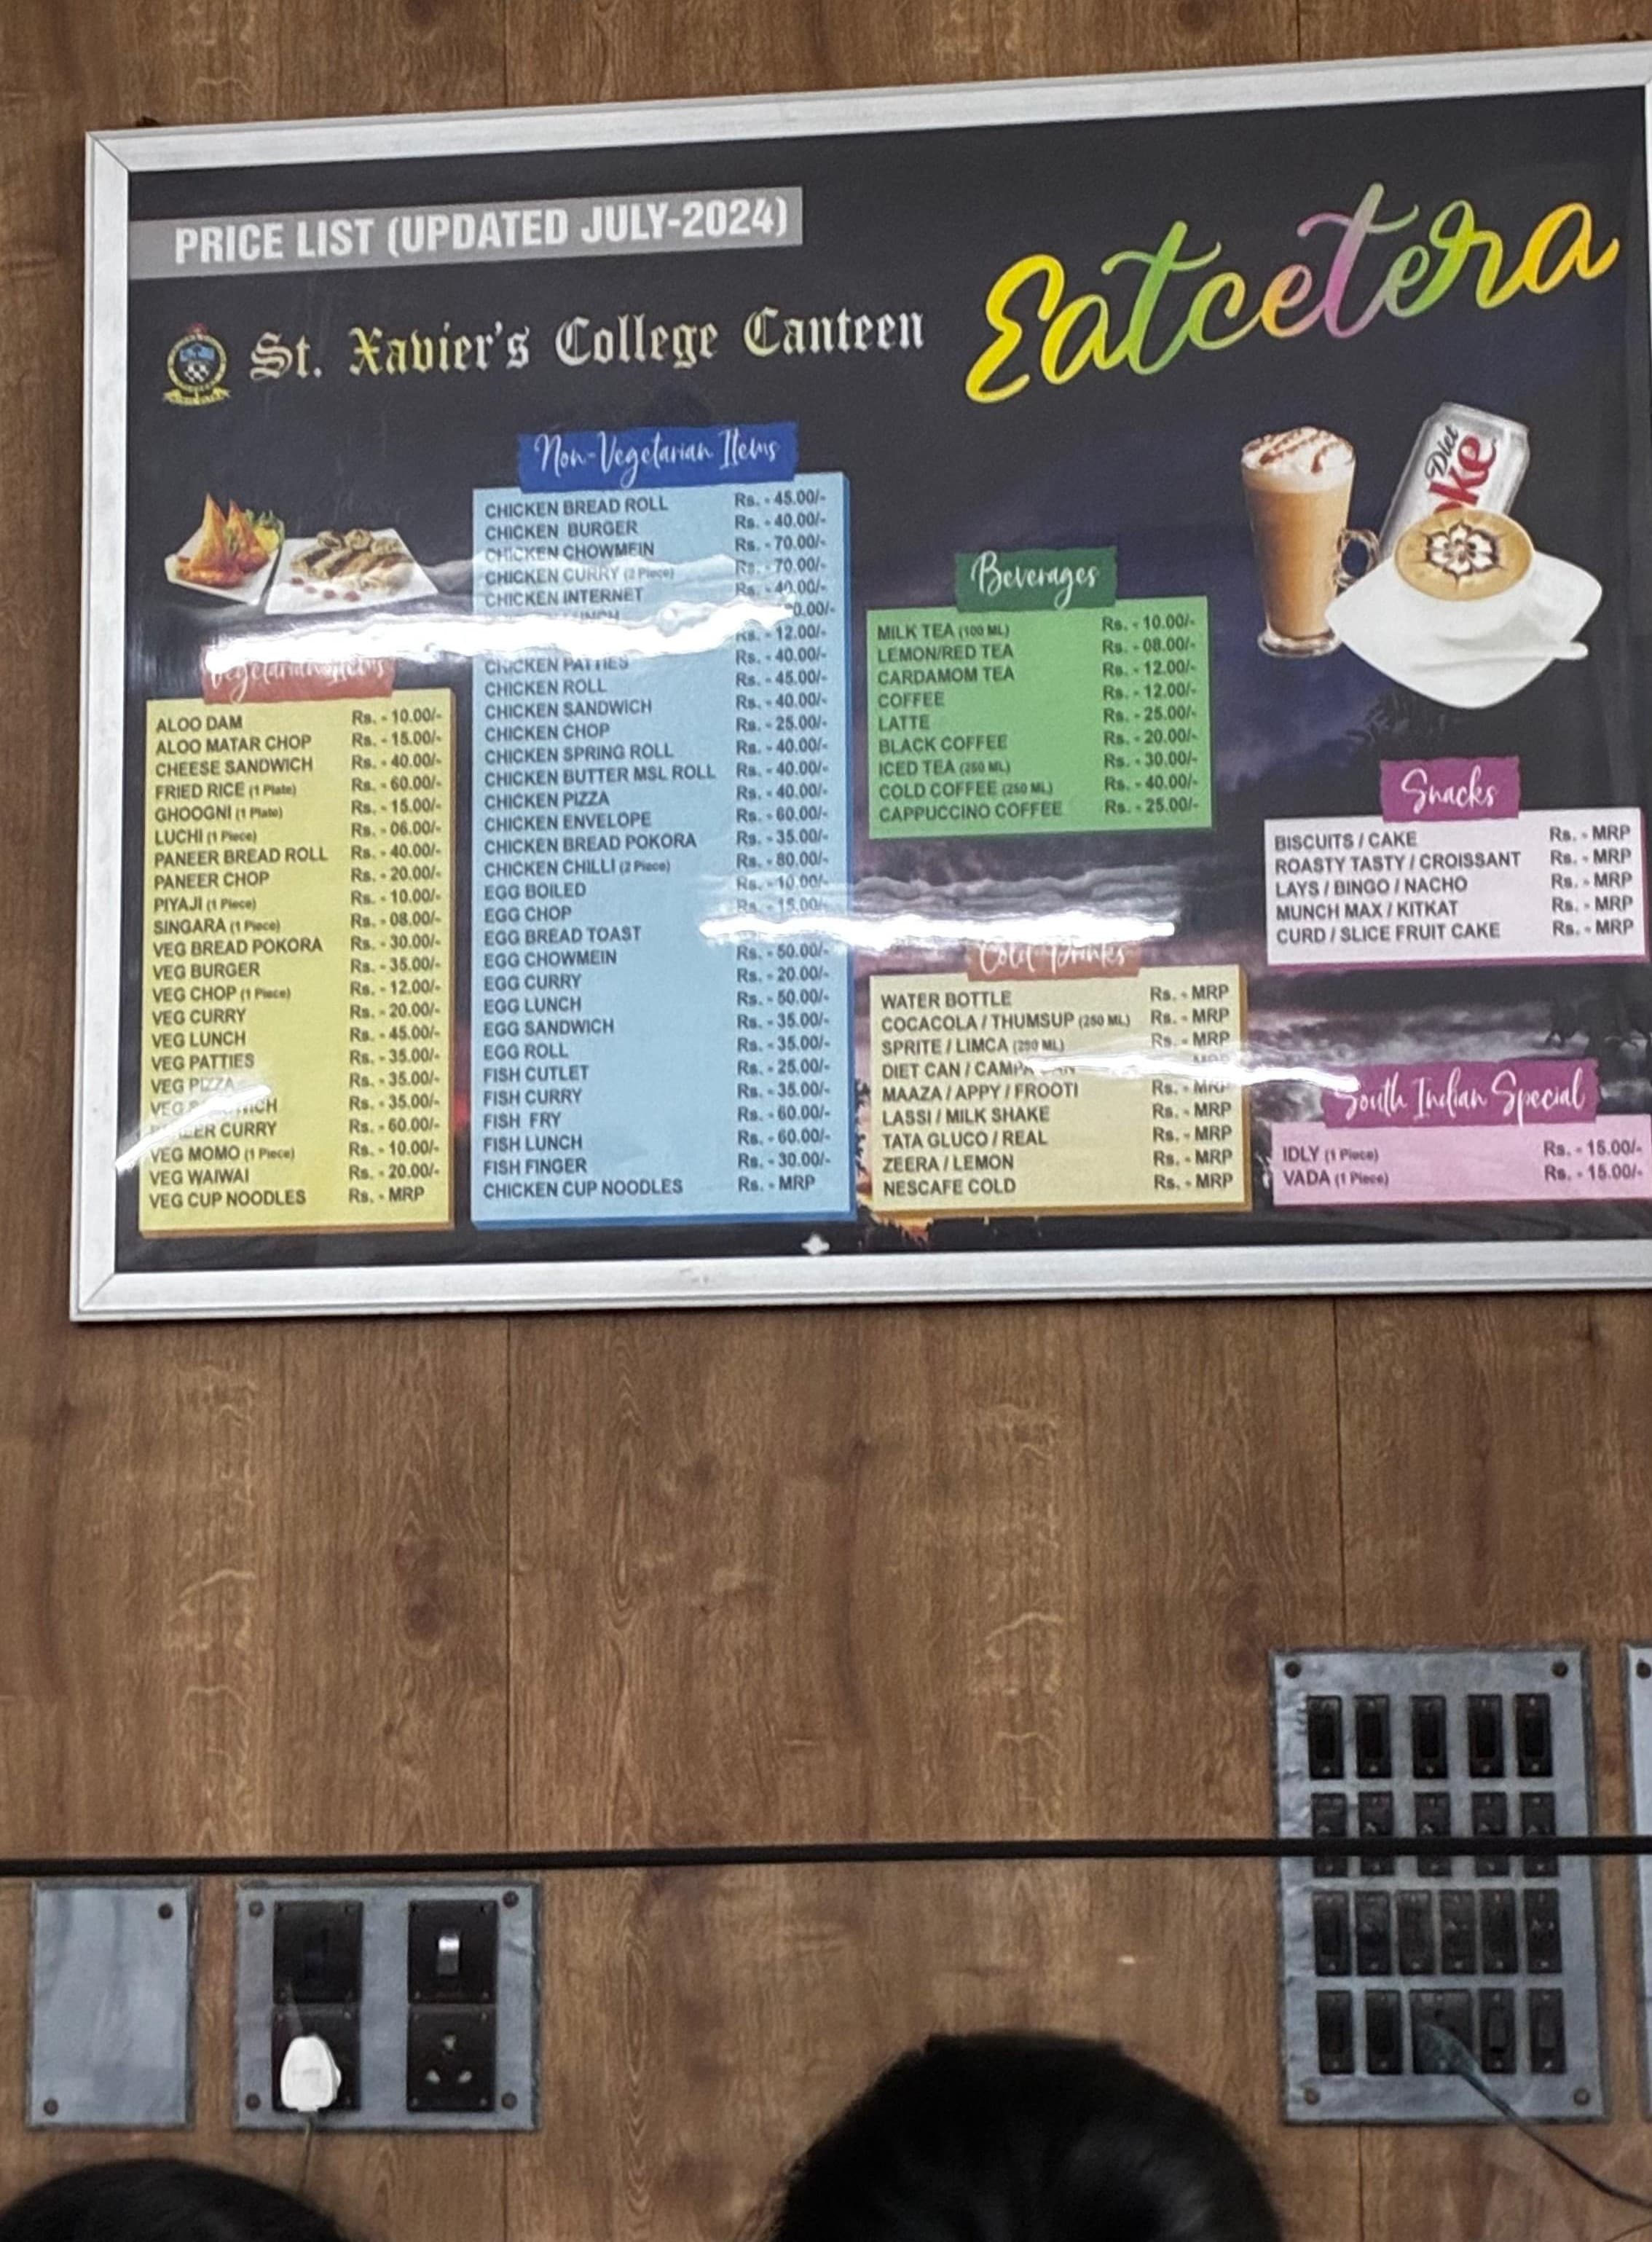 PRICE LIST (UPDATED JULY-2024)
St. Xavier's College Canteen
Eatcetera
Diet
Vegetarian Items
ALOO DAM Rs. - 10.00/-
ALOO MATAR CHOP Rs. - 15.00/-
CHEESE SANDWICH Rs. - 40.00/-
FRIED RICE (1 Plate) Rs. - 60.00/-
GHOOGNI (1 Plate) Rs. - 15.00/-
LUCHI (1 Piece) Rs. - 06.00/-
PANEER BREAD ROLL Rs. - 40.00/-
PANEER CHOP Rs. - 20.00/-
PIYAJI (1 Piece) Rs. - 10.00/-
SINGARA (1 Piece) Rs. - 08.00/-
VEG BREAD POKORA Rs. - 30.00/-
VEG BURGER Rs. - 35.00/-
VEG CHOP (1 Piece) Rs. - 12.00/-
VEG CURRY Rs. - 20.00/-
VEG LUNCH Rs. - 45.00/-
VEG PATTIES Rs. - 35.00/-
VEG PIZZA Rs. - 35.00/-
VEG SANDWICH Rs. - 35.00/-
CURRY Rs. - 60.00/-
VEG MOMO (1 Piece) Rs. - 10.00/-
VEG WAIWAI Rs. - 20.00/-
VEG CUP NOODLES Rs. - MRP
Non-Vegetarian Items
CHICKEN BREAD ROLL Rs. - 45.00/-
CHICKEN BURGER Rs. - 40.00/-
CHICKEN CHOWMEIN Rs. - 70.00/-
CHICKEN CURRY (2 Piece) Rs. - 70.00/-
CHICKEN INTERNET Rs. - 40.00/-
Rs. - 12.00/-
CHICKEN PATTIES Rs. - 40.00/-
CHICKEN ROLL Rs. - 45.00/-
CHICKEN SANDWICH Rs. - 40.00/-
CHICKEN CHOP Rs. - 25.00/-
CHICKEN SPRING ROLL Rs. - 40.00/-
CHICKEN BUTTER MSL ROLL Rs. - 40.00/-
CHICKEN PIZZA Rs. - 40.00/-
CHICKEN ENVELOPE Rs. - 60.00/-
CHICKEN BREAD POKORA Rs. - 35.00/-
CHICKEN CHILLI (2 Piece) Rs. - 80.00/-
EGG BOILED Rs. - 10.00/-
EGG CHOP Rs. - 15.00/-
EGG BREAD TOAST
EGG CHOWMEIN Rs. - 50.00/-
EGG CURRY Rs. - 20.00/-
EGG LUNCH Rs. - 50.00/-
EGG SANDWICH Rs. - 35.00/-
EGG ROLL Rs. - 35.00/-
FISH CUTLET Rs. - 25.00/-
FISH CURRY Rs. - 35.00/-
FISH FRY Rs. - 60.00/-
FISH LUNCH Rs. - 60.00/-
FISH FINGER Rs. - 30.00/-
CHICKEN CUP NOODLES Rs. - MRP
Beverages
MILK TEA (100 ML) Rs. - 10.00/-
LEMON/RED TEA Rs. - 08.00/-
CARDAMOM TEA Rs. - 12.00/-
COFFEE Rs. - 12.00/-
LATTE Rs. - 25.00/-
BLACK COFFEE Rs. - 20.00/-
ICED TEA (250 ML) Rs. - 30.00/-
COLD COFFEE (250 ML) Rs. - 40.00/-
CAPPUCCINO COFFEE Rs. - 25.00/-
Cold Drinks
WATER BOTTLE Rs. - MRP
COCACOLA / THUMSUP (250 ML) Rs. - MRP
SPRITE / LIMCA (250 ML) Rs. - MRP
DIET CAN / CAMPA MRP
MAAZA / APPY / FROOTI Rs. - MRP
LASSI / MILK SHAKE Rs. - MRP
TATA GLUCO / REAL Rs. - MRP
ZEERA / LEMON Rs. - MRP
NESCAFE COLD Rs. - MRP
Snacks
BISCUITS / CAKE Rs. - MRP
ROASTY TASTY / CROISSANT Rs. - MRP
LAYS / BINGO / NACHO Rs. - MRP
MUNCH MAX / KITKAT Rs. - MRP
CURD / SLICE FRUIT CAKE Rs. - MRP
South Indian Special
IDLY (1 Piece) Rs. - 15.00/-
VADA (1 Piece) Rs. - 15.00/-